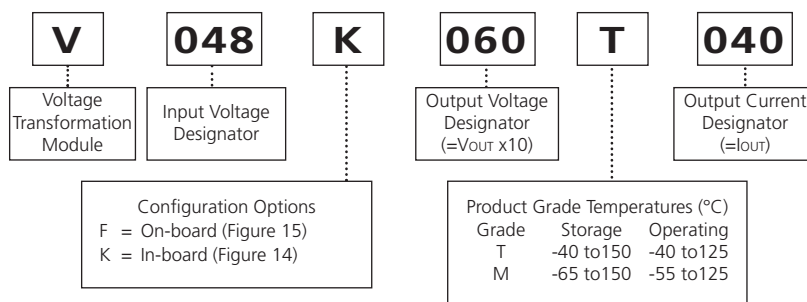 V 048 K 060 T 040
Voltage
Transformation
Module
Input Voltage
Designator
Output Voltage
Designator
(=VOUT x10)
Output Current
Designator
(=IOUT)
Configuration Options
F = On-board (Figure 15)
K = In-board (Figure 14)
Product Grade Temperatures (°C)
Grade Storage Operating
T -40 to150 -40 to125
M -65 to150 -55 to125